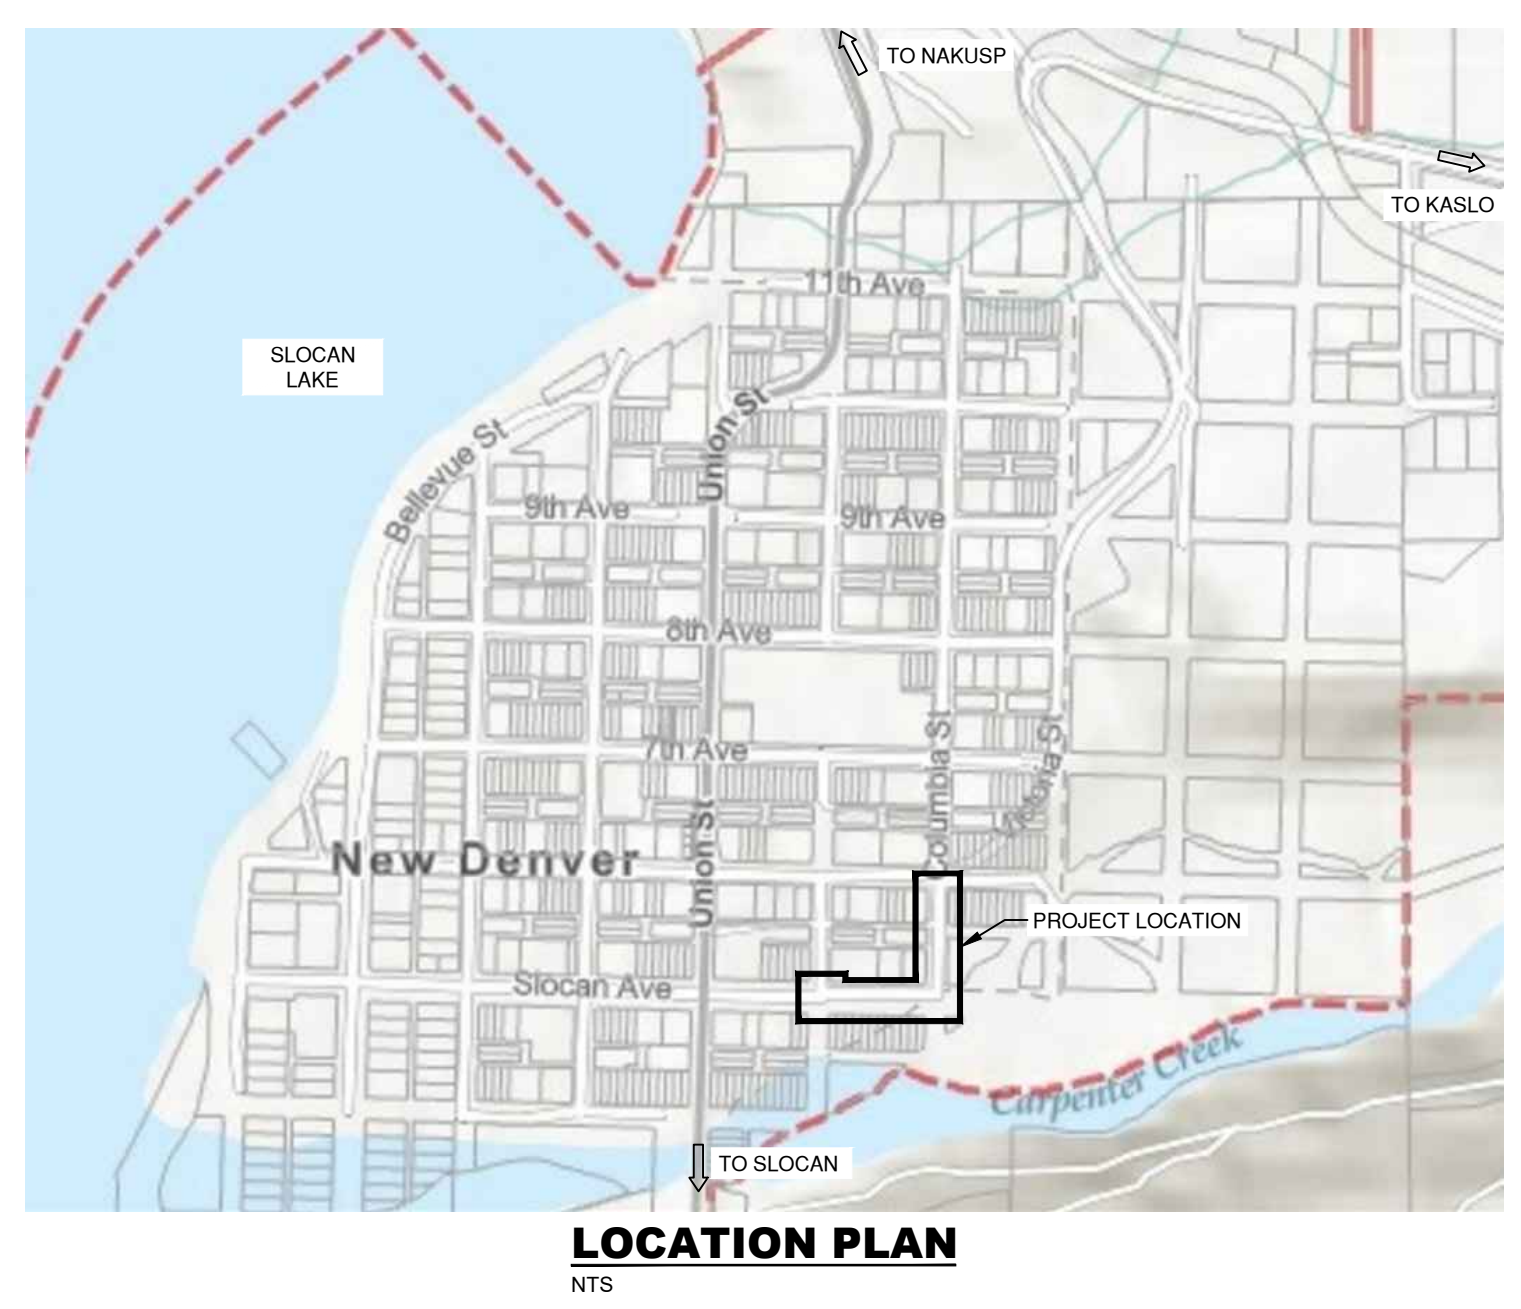 TO NAKUSP
TO KASLO
11th Ave
SLOCAN
LAKE
Union St
Bellevue St
9th Ave
9th Ave
8th Ave
7th Ave
Columbia St
Victoria St
Union St
New Denver
PROJECT LOCATION
Slocan Ave
Carpenter Creek
TO SLOCAN
LOCATION PLAN
NTS